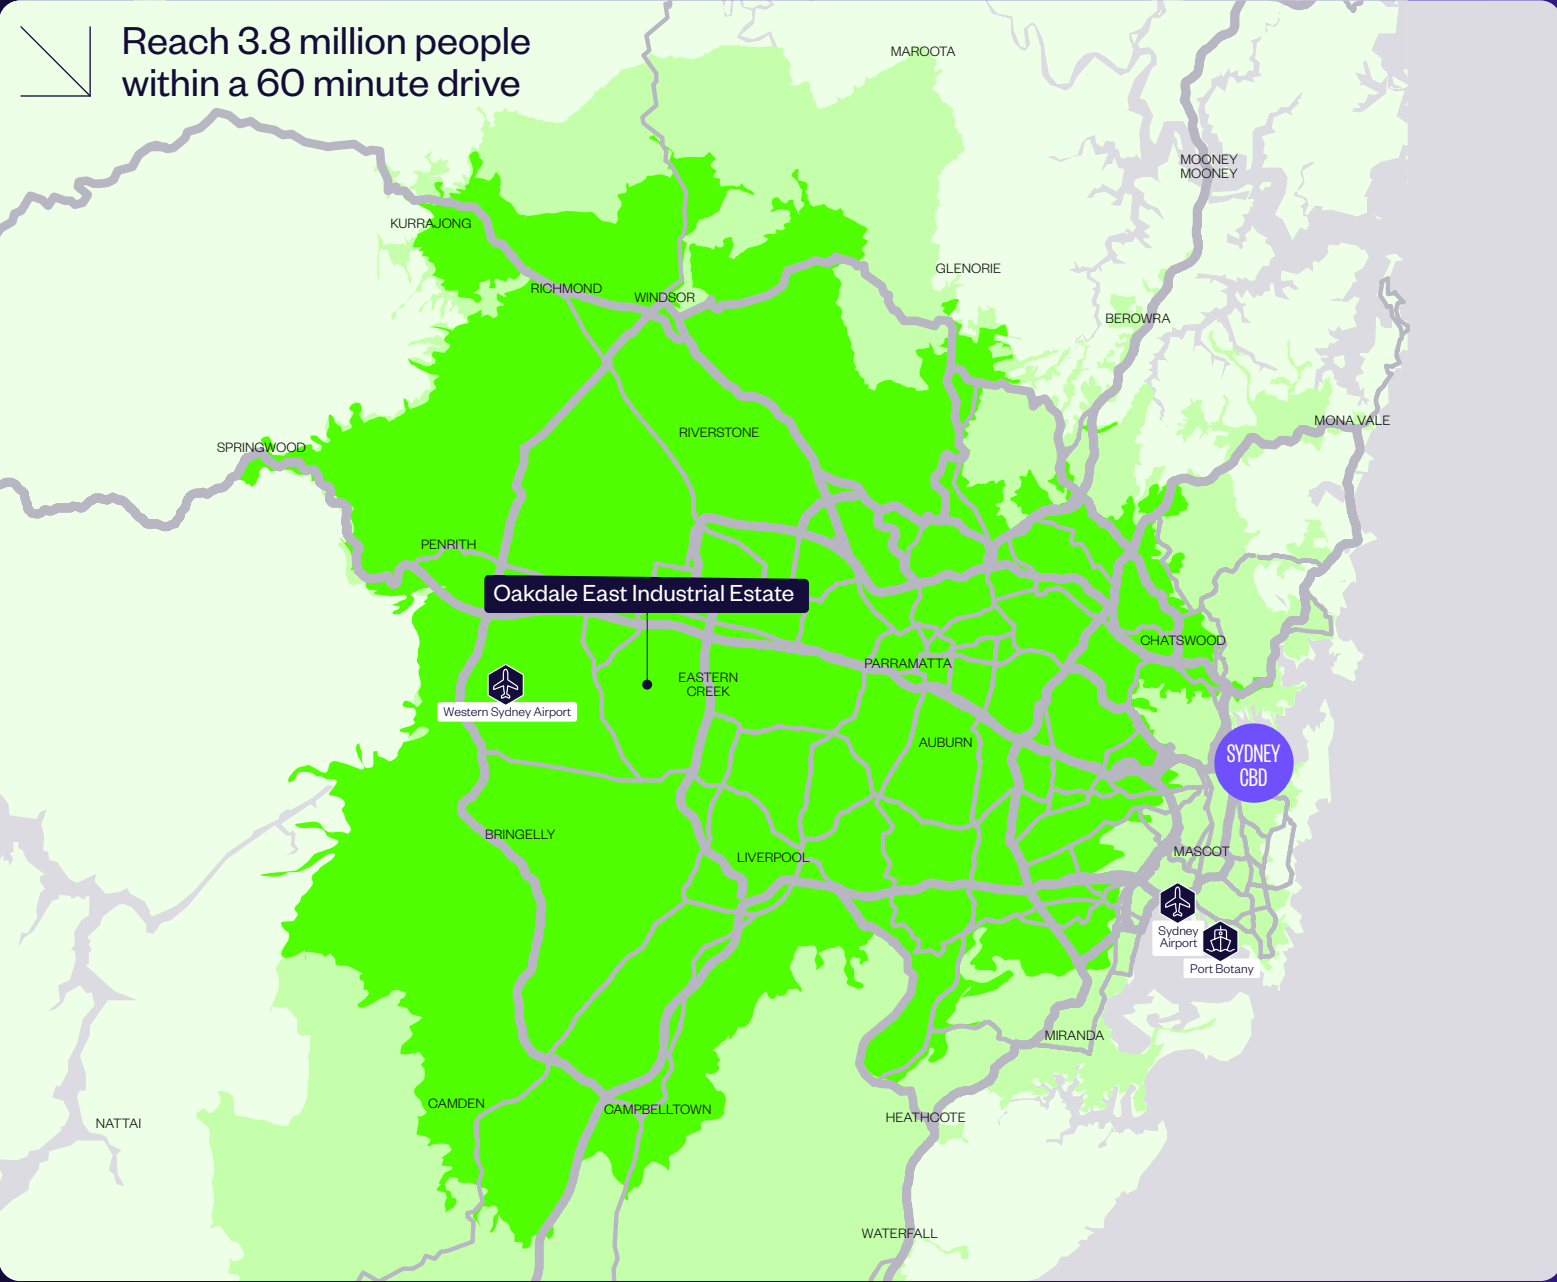 Reach 3.8 million people
within a 60 minute drive
MAROOTA
MOONEY
MOONEY
KURRAJONG
GLENORIE
RICHMOND
WINDSOR
BEROWRA
MONA VALE
RIVERSTONE
SPRINGWOOD
PENRITH
Oakdale East Industrial Estate
CHATSWOOD
PARRAMATTA
EASTERN
CREEK
Western Sydney Airport
AUBURN
SYDNEY
CBD
BRINGELLY
LIVERPOOL
MASCOT
Sydney
Airport
Port Botany
MIRANDA
CAMDEN
CAMPBELLTOWN
HEATHCOTE
NATTAI
WATERFALL